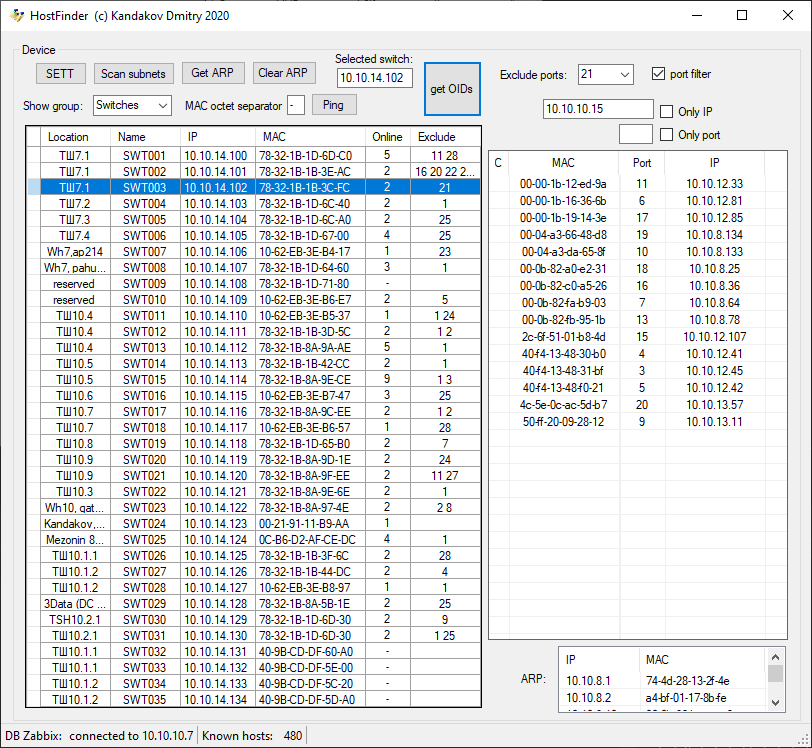 HostFinder (c) Kandakov Dmitry 2020
Device
SETT Scan subnets Get ARP Clear ARP
Selected switch:
10.10.14.102
get OIDs
Exclude ports: 21 port filter
Show group: Switches MAC octet separator - Ping
10.10.10.15 Only IP
Only port
Location Name IP MAC Online Exclude
ТШ7.1 SWT001 10.10.14.100 78-32-1B-1D-6D-C0 5 11 28
ТШ7.1 SWT002 10.10.14.101 78-32-1B-1B-3E-AC 2 16 20 22 2...
ТШ7.1 SWT003 10.10.14.102 78-32-1B-1B-3C-FC 2 21
ТШ7.2 SWT004 10.10.14.103 78-32-1B-1D-6C-40 2 1
ТШ7.3 SWT005 10.10.14.104 78-32-1B-1D-6C-A0 2 25
ТШ7.4 SWT006 10.10.14.105 78-32-1B-1D-67-00 4 25
Wh7,ap214 SWT007 10.10.14.106 10-62-EB-3E-B4-17 1 23
Wh7, pahu... SWT008 10.10.14.107 78-32-1B-1D-64-60 3 1
reserved SWT009 10.10.14.108 78-32-1B-1D-71-80 -
reserved SWT010 10.10.14.109 10-62-EB-3E-B6-E7 2 5
ТШ10.4 SWT011 10.10.14.110 10-62-EB-3E-B5-37 1 1 24
ТШ10.4 SWT012 10.10.14.111 78-32-1B-1B-3D-5C 2 1 2
ТШ10.4 SWT013 10.10.14.112 78-32-1B-8A-9A-AE 5 1
ТШ10.5 SWT014 10.10.14.113 78-32-1B-1B-42-CC 2 1
ТШ10.5 SWT015 10.10.14.114 78-32-1B-8A-9E-CE 9 1 3
ТШ10.6 SWT016 10.10.14.115 10-62-EB-3E-B7-47 3 25
ТШ10.7 SWT017 10.10.14.116 78-32-1B-8A-9C-EE 2 1 2
ТШ10.7 SWT018 10.10.14.117 10-62-EB-3E-B6-57 1 28
ТШ10.8 SWT019 10.10.14.118 78-32-1B-1D-65-B0 2 7
ТШ10.9 SWT020 10.10.14.119 78-32-1B-8A-9D-1E 2 24
ТШ10.9 SWT021 10.10.14.120 78-32-1B-8A-9F-EE 2 11 27
ТШ10.3 SWT022 10.10.14.121 78-32-1B-8A-9E-6E 2 1
Wh10, gat... SWT023 10.10.14.122 78-32-1B-8A-97-4E 2 2 8
Kandakov,... SWT024 10.10.14.123 00-21-91-11-B9-AA 1
Mezonin 8... SWT025 10.10.14.124 0C-B6-D2-AF-CE-DC 4 1
ТШ10.1.1 SWT026 10.10.14.125 78-32-1B-1B-3F-6C 2 28
ТШ10.1.2 SWT027 10.10.14.126 78-32-1B-1B-44-DC 2 4
ТШ10.1.2 SWT028 10.10.14.127 10-62-EB-3E-B8-97 1 1
3Data (DC ... SWT029 10.10.14.128 78-32-1B-8A-5B-1E 2 25
TSH10.2.1 SWT030 10.10.14.129 78-32-1B-1D-6D-30 2 9
ТШ10.2.1 SWT031 10.10.14.130 78-32-1B-1D-6D-30 2 1 25
ТШ10.1.1 SWT032 10.10.14.131 40-9B-CD-DF-60-A0 -
ТШ10.1.1 SWT033 10.10.14.132 40-9B-CD-DF-5E-00 -
ТШ10.1.2 SWT034 10.10.14.133 40-9B-CD-DF-5C-20 -
ТШ10.1.2 SWT035 10.10.14.134 40-9B-CD-DF-5D-A0 -
C MAC Port IP
00-00-1b-12-ed-9a 11 10.10.12.33
00-00-1b-16-36-6b 6 10.10.12.81
00-00-1b-19-14-3e 17 10.10.12.85
00-04-a3-66-48-d8 19 10.10.8.134
00-04-a3-da-65-8f 10 10.10.8.133
00-0b-82-a0-e2-31 18 10.10.8.25
00-0b-82-c0-a5-26 16 10.10.8.36
00-0b-82-fa-b9-03 7 10.10.8.64
00-0b-82-fb-95-1b 13 10.10.8.78
2c-6f-51-01-b8-4d 15 10.10.12.107
40-f4-13-48-30-b0 4 10.10.12.41
40-f4-13-48-31-bf 3 10.10.12.45
40-f4-13-48-f0-21 5 10.10.12.42
4c-5e-0c-ac-5d-b7 20 10.10.13.57
50-ff-20-09-28-12 9 10.10.13.11
ARP:
IP MAC
10.10.8.1 74-4d-28-13-2f-4e
10.10.8.2 a4-bf-01-17-8b-fe
DB Zabbix: connected to 10.10.10.7 Known hosts: 480